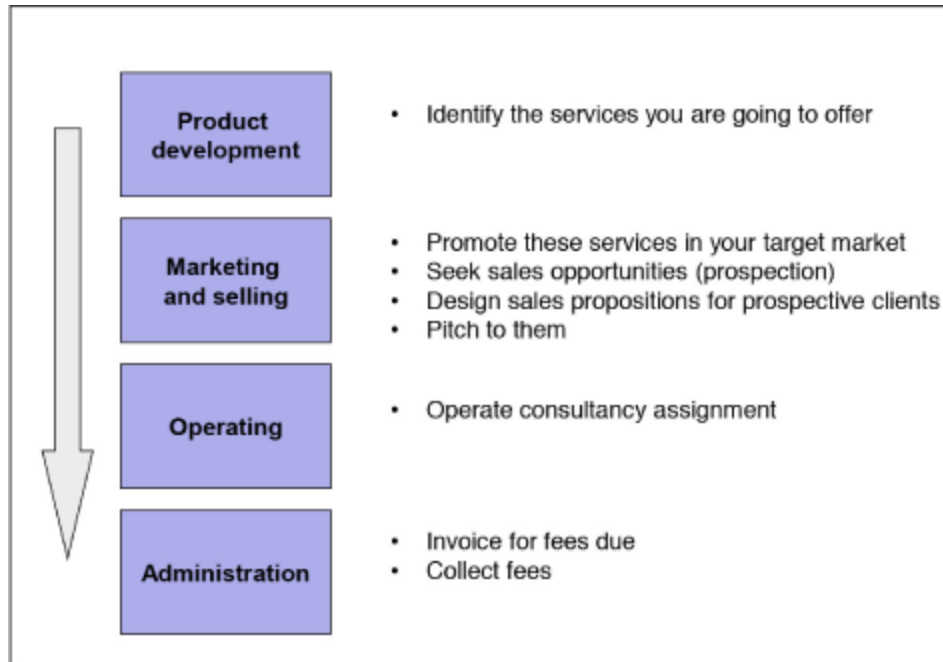 Product
development
• Identify the services you are going to offer
Marketing
and selling
• Promote these services in your target market
• Seek sales opportunities (prospection)
• Design sales propositions for prospective clients
• Pitch to them
Operating
• Operate consultancy assignment
Administration
• Invoice for fees due
• Collect fees